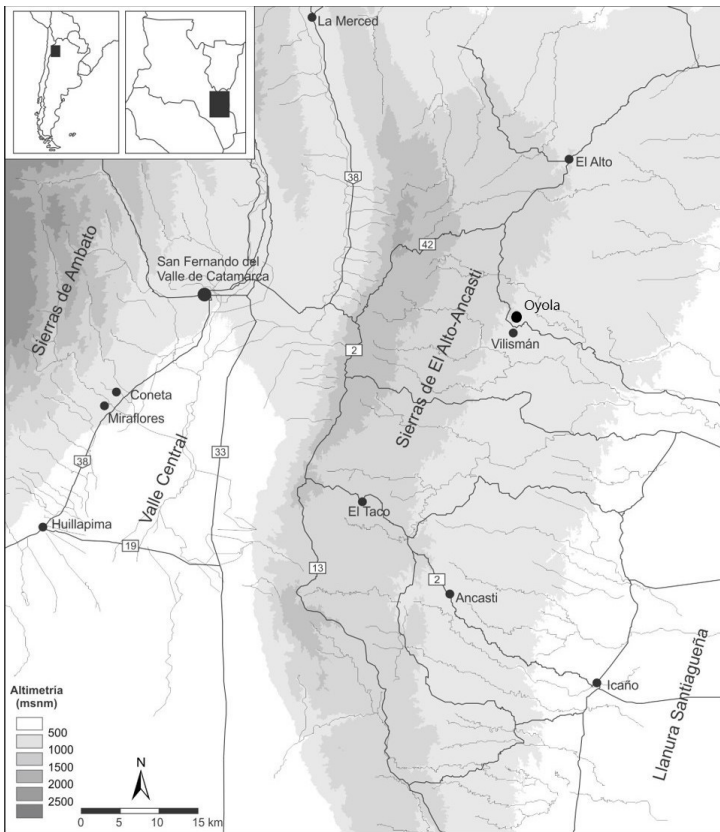 La Merced
El Alto
38
42
San Fernando del
Valle de Catamarca
Sierras de Ambato
Sierras de El Alto-Ancasti
Oyola
Vilismán
2
Coneta
Miraflores
38
33
Valle Central
El Taco
Huillapima
19
13
2
Ancasti
Icaño
Llanura Santiagueña
Altimetría
(msnm)
500
1000
1500
2000
2500
N
0 5 10 15 km